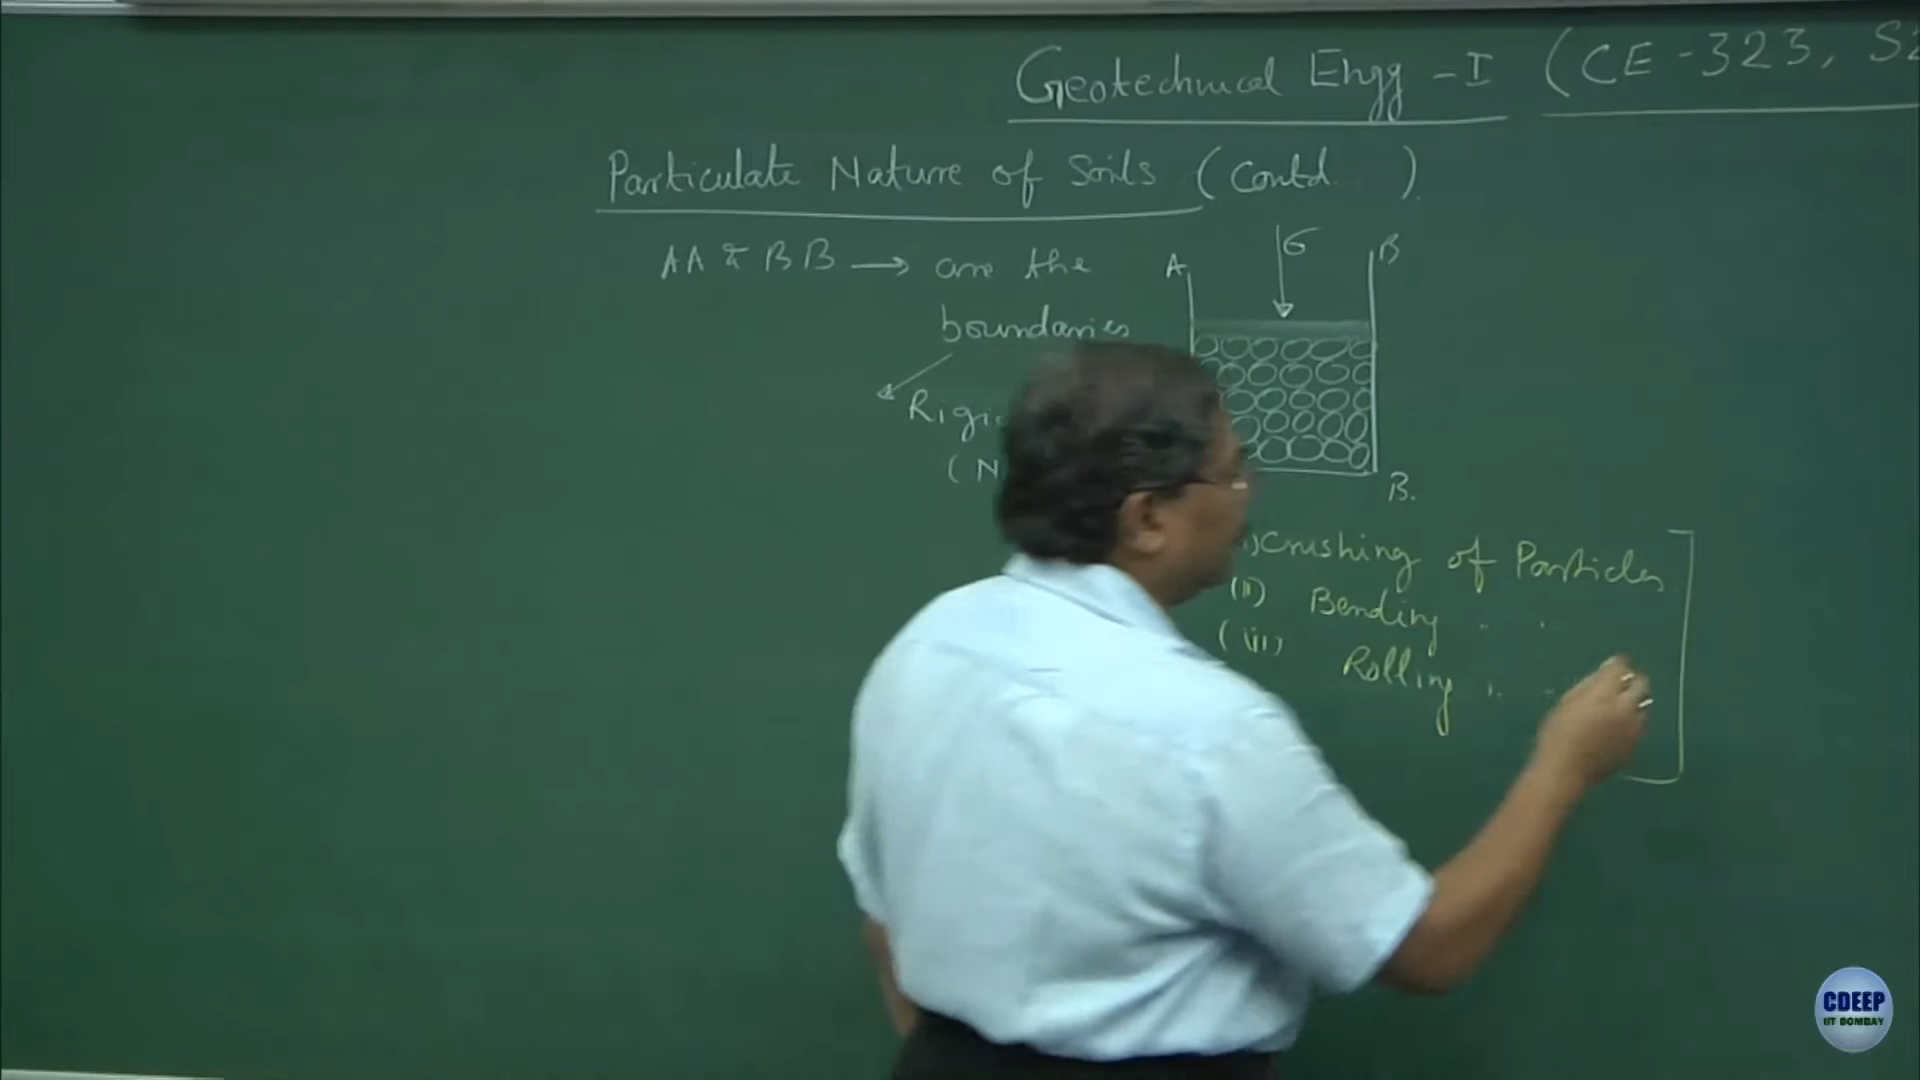 Geotechnical Engg - I (CE-323, S2
Particulate Nature of Soils (Contd... )
AA & BB → are the
boundaries
Rigi
(N
A
σ
B
B.
i) Crushing of Particles
(ii) Bending " "
(iii) Rolling " "
CDEEP
IIT BOMBAY